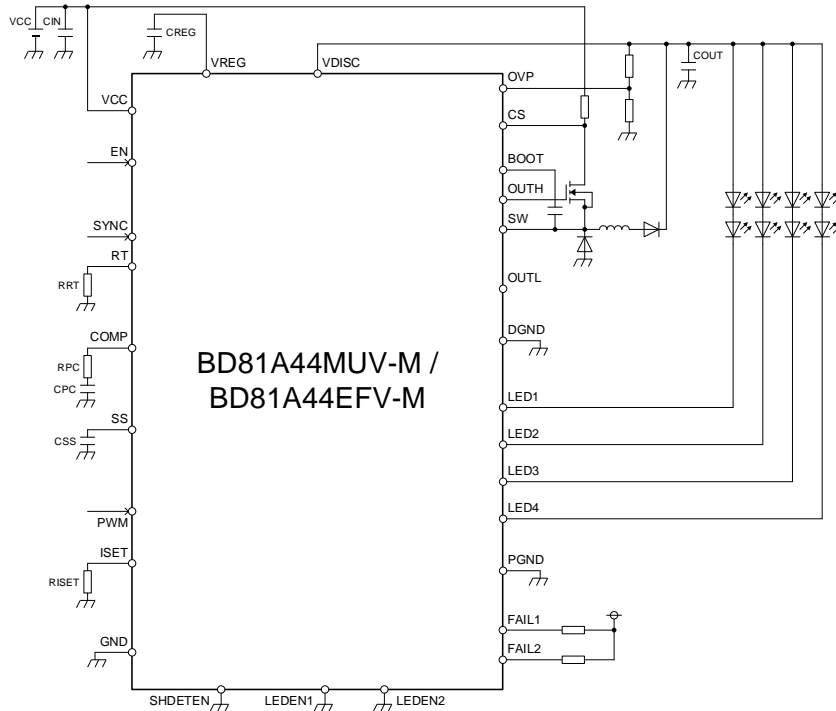 VCC CIN
CREG
COUT
VREG VDISC
OVP
VCC
CS
EN
BOOT
OUTH
SYNC
SW
RT
RRT
OUTL
COMP
DGND
RPC
CPC
BD81A44MUV-M /
BD81A44EFV-M
LED1
SS
CSS
LED2
LED3
LED4
PWM
ISET
PGND
RISET
FAIL1
GND
FAIL2
SHDETEN LEDEN1 LEDEN2